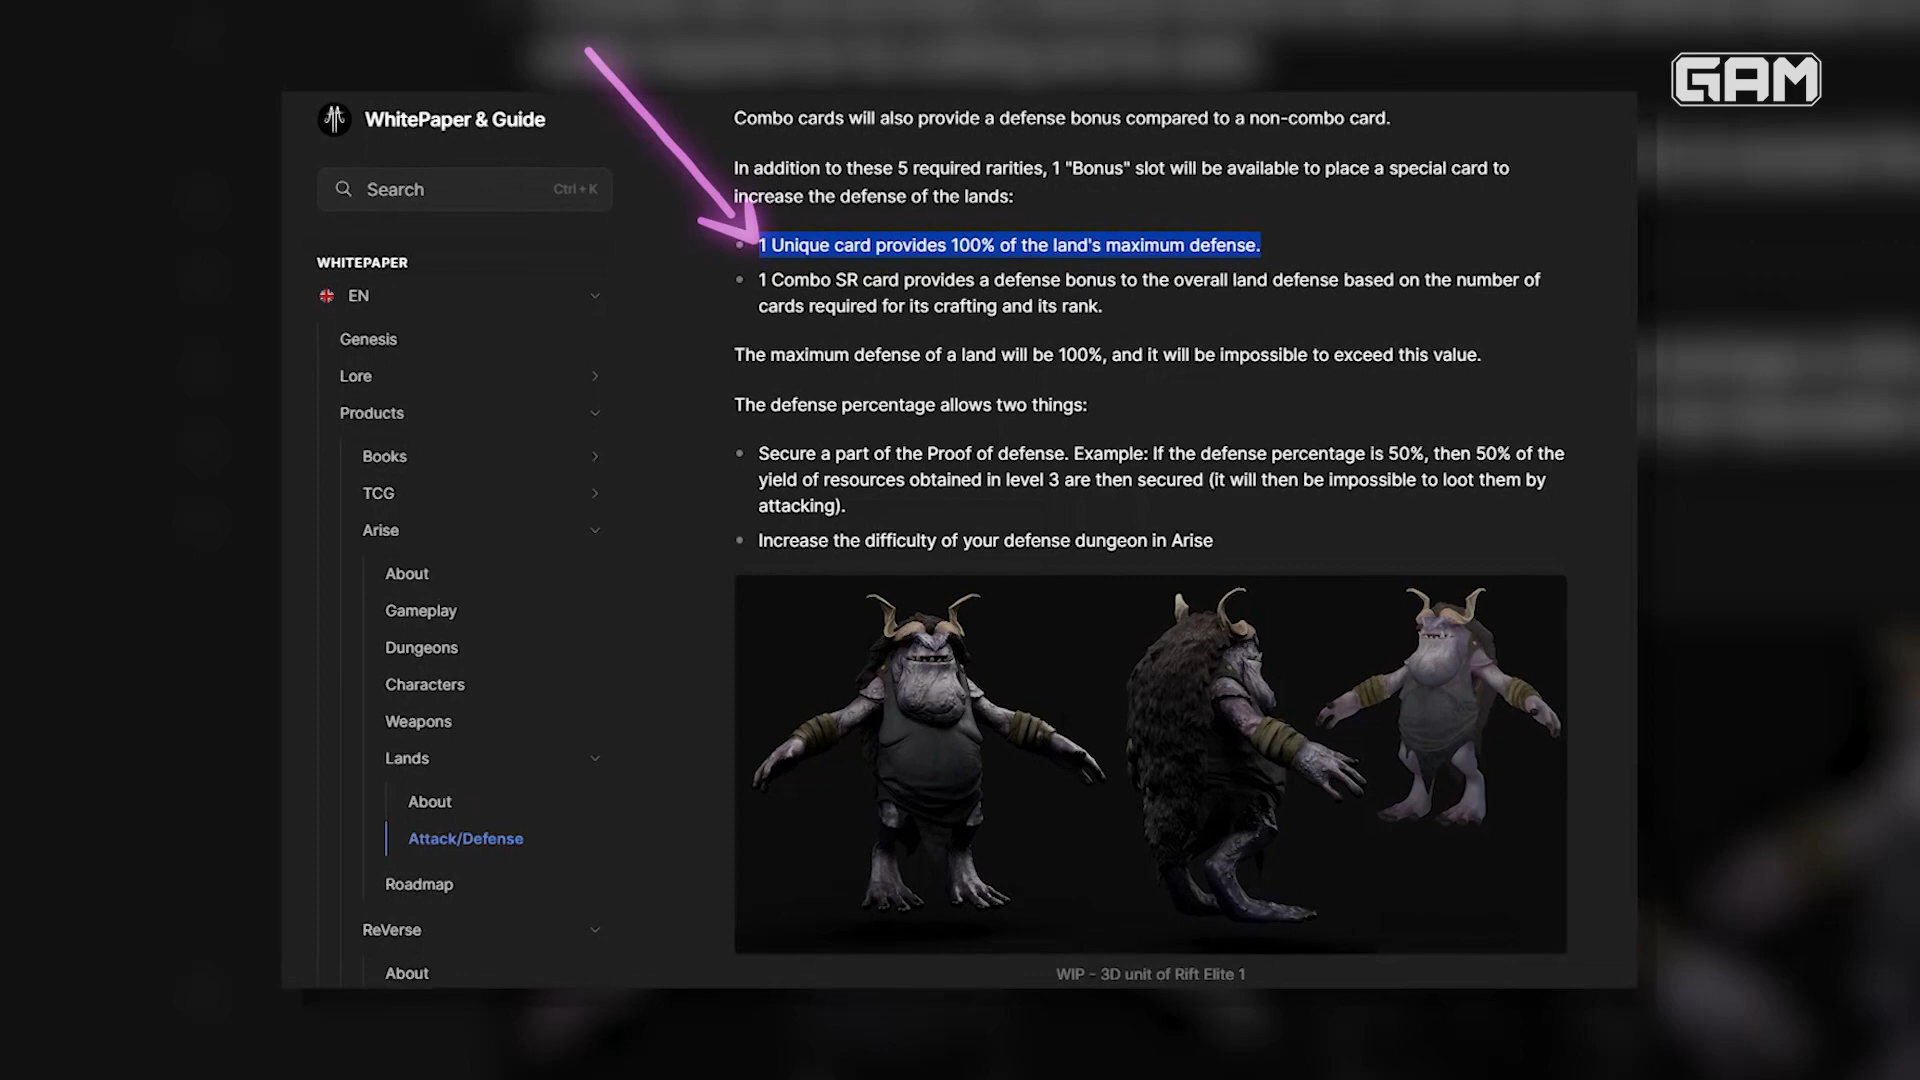 GAM
WhitePaper & Guide
Search
Ctrl + K
WHITEPAPER
EN
Genesis
Lore
Products
Books
TCG
Arise
About
Gameplay
Dungeons
Characters
Weapons
Lands
About
Attack/Defense
Roadmap
ReVerse
About
Combo cards will also provide a defense bonus compared to a non-combo card.
In addition to these 5 required rarities, 1 "Bonus" slot will be available to place a special card to
increase the defense of the lands:
1 Unique card provides 100% of the land's maximum defense.
1 Combo SR card provides a defense bonus to the overall land defense based on the number of
cards required for its crafting and its rank.
The maximum defense of a land will be 100%, and it will be impossible to exceed this value.
The defense percentage allows two things:
Secure a part of the Proof of defense. Example: If the defense percentage is 50%, then 50% of the
yield of resources obtained in level 3 are then secured (it will then be impossible to loot them by
attacking).
Increase the difficulty of your defense dungeon in Arise
WIP - 3D unit of Rift Elite 1